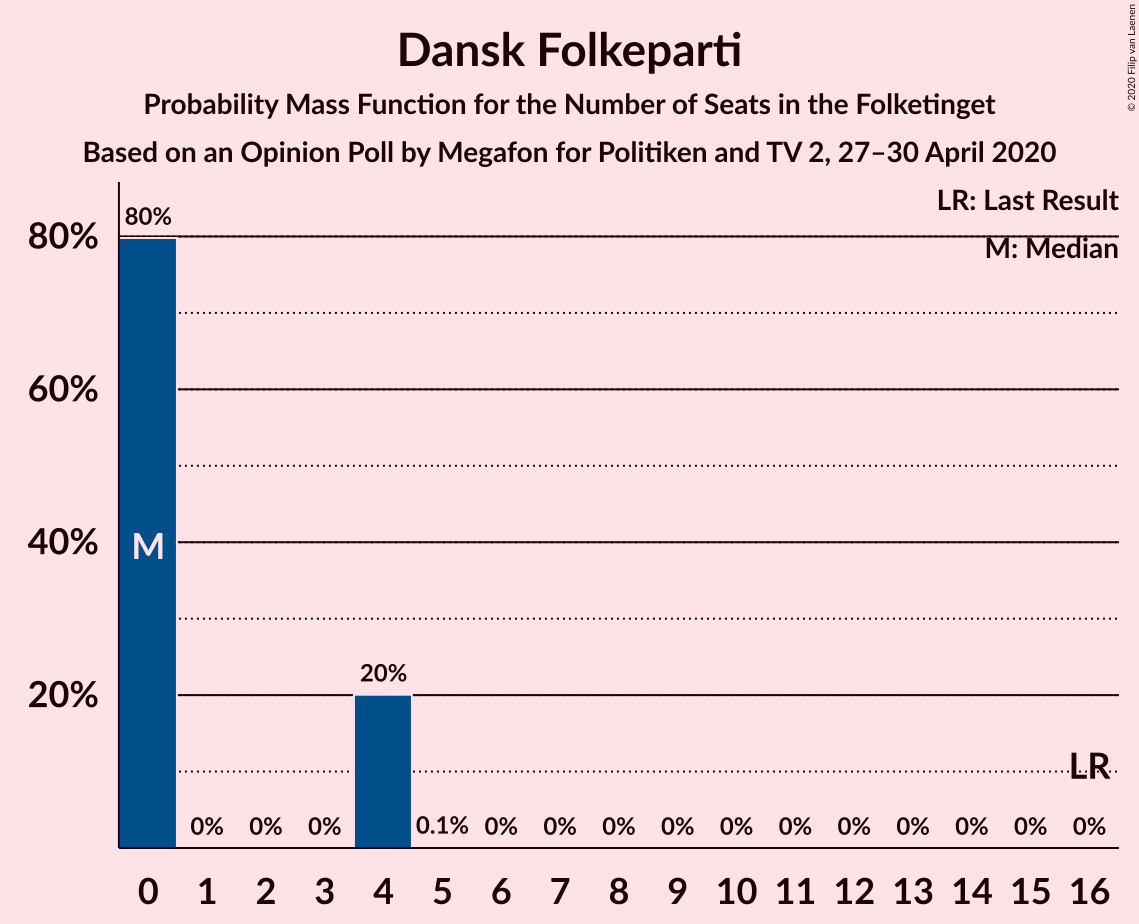 Dansk Folkeparti
Probability Mass Function for the Number of Seats in the Folketinget
Based on an Opinion Poll by Megafon for Politiken and TV 2, 27–30 April 2020
© 2020 Filip van Laenen
LR: Last Result
M: Median
80%
60%
40%
20%
80% 0% 0% 0% 20% 0.1% 0% 0% 0% 0% 0% 0% 0% 0% 0% 0% 0%
M
LR
0 1 2 3 4 5 6 7 8 9 10 11 12 13 14 15 16